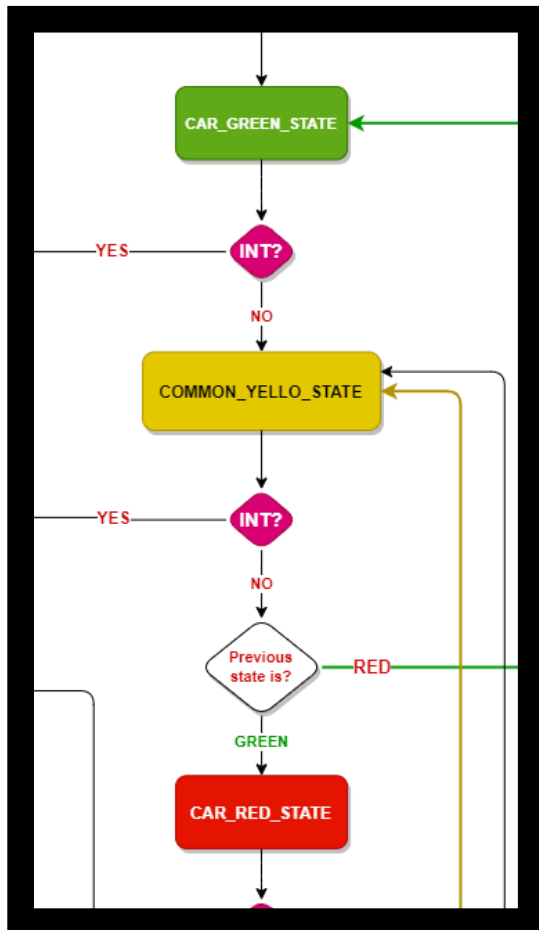 CAR_GREEN_STATE
YES
INT?
NO
COMMON_YELLO_STATE
YES
INT?
NO
Previous
state is?
RED
GREEN
CAR_RED_STATE